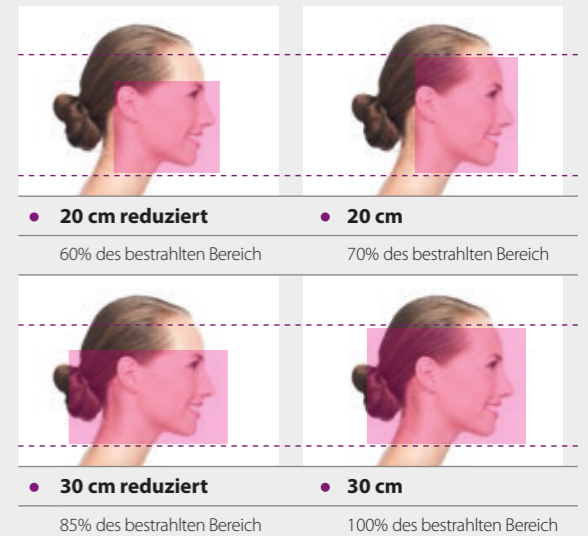 • 20 cm reduziert
• 20 cm
60% des bestrahlten Bereich
70% des bestrahlten Bereich
• 30 cm reduziert
• 30 cm
85% des bestrahlten Bereich
100% des bestrahlten Bereich